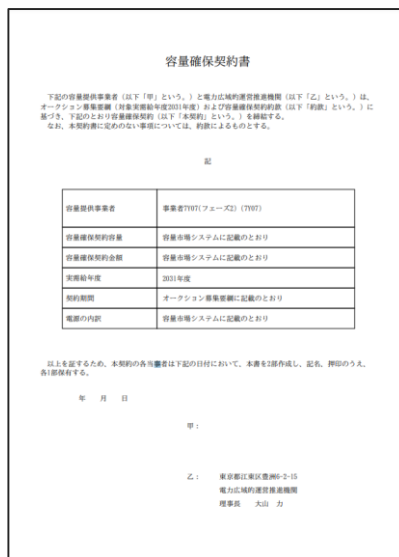 容量確保契約書
下記の容量提供事業者（以下「甲」という。）と電力広域的運営推進機関（以下「乙」という。）は、
オークション募集要綱（対象実需給年度2031年度）および容量確保契約約款（以下「約款」という。）に
基づき、下記のとおり容量確保契約（以下「本契約」という。）を締結する。
なお、本契約書に定めのない事項については、約款によるものとする。
記
容量提供事業者 事業者7Y07(フェーズ2) (7Y07)
容量確保契約容量 容量市場システムに記載のとおり
容量確保契約金額 容量市場システムに記載のとおり
実需給年度 2031年度
契約期間 オークション募集要綱に記載のとおり
電源の内訳 容量市場システムに記載のとおり
以上を証するため、本契約の各当事者は下記の日付において、本書を2部作成し、記名、押印のうえ、
各1部保有する。
年 月 日
甲：
乙： 東京都江東区豊洲6-2-15
電力広域的運営推進機関
理事長 大山 力